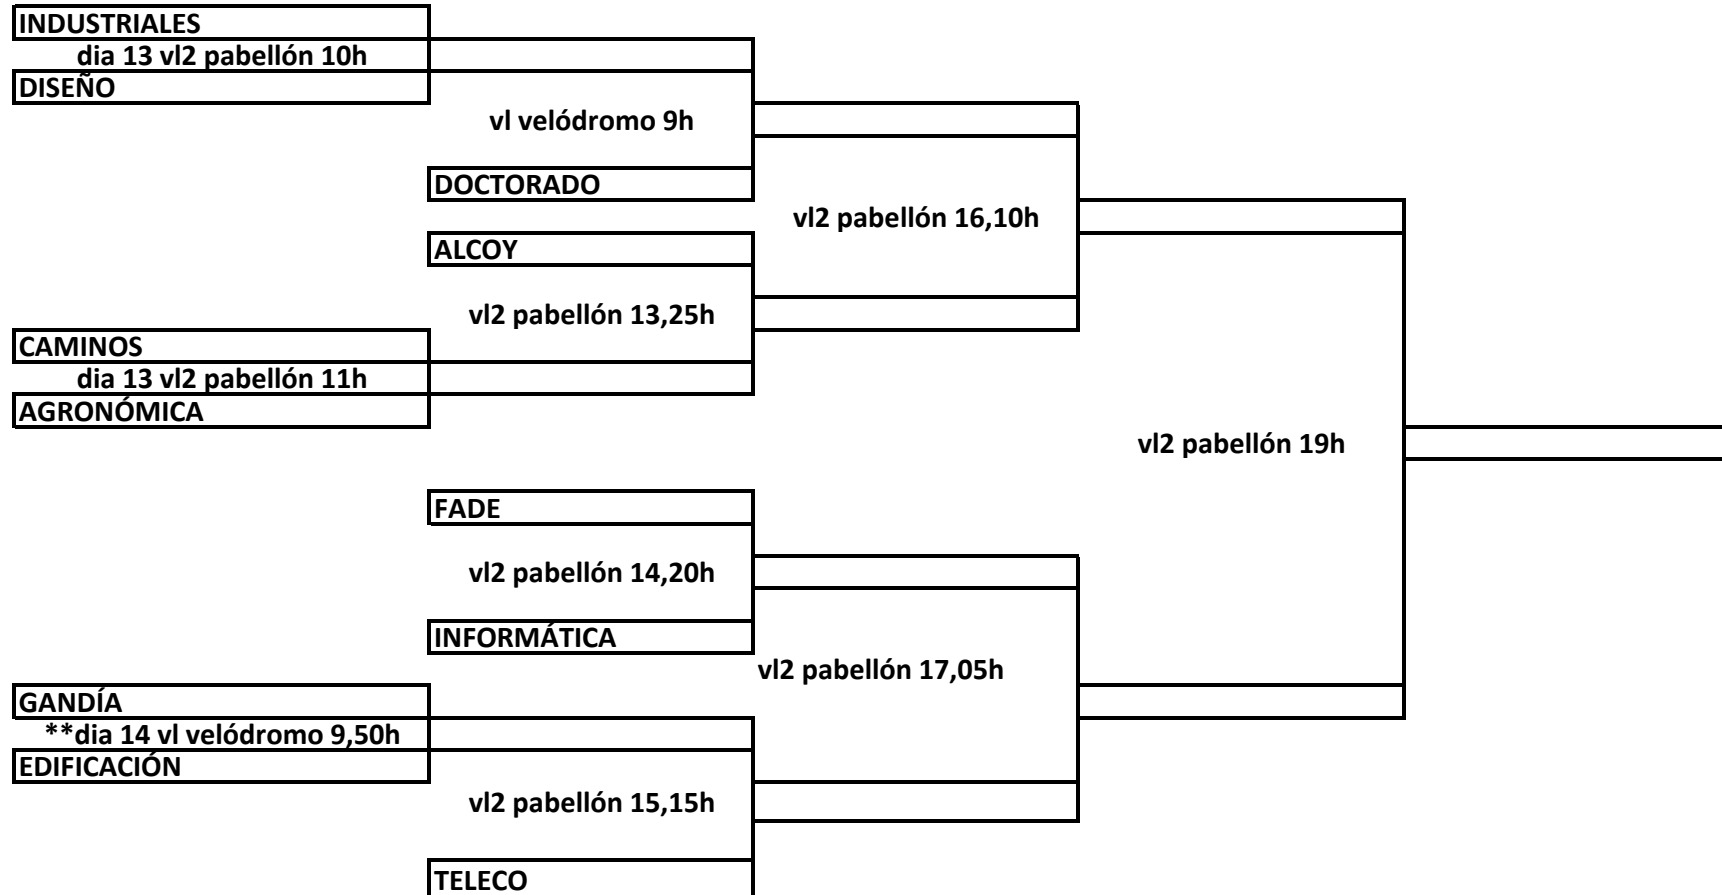 INDUSTRIALES
dia 13 vl2 pabellón 10h
DISEÑO
vl velódromo 9h
DOCTORADO
vl2 pabellón 16,10h
ALCOY
vl2 pabellón 13,25h
CAMINOS
dia 13 vl2 pabellón 11h
AGRONÓMICA
vl2 pabellón 19h
FADE
vl2 pabellón 14,20h
INFORMÁTICA
vl2 pabellón 17,05h
GANDÍA
**dia 14 vl velódromo 9,50h
EDIFICACIÓN
vl2 pabellón 15,15h
TELECO